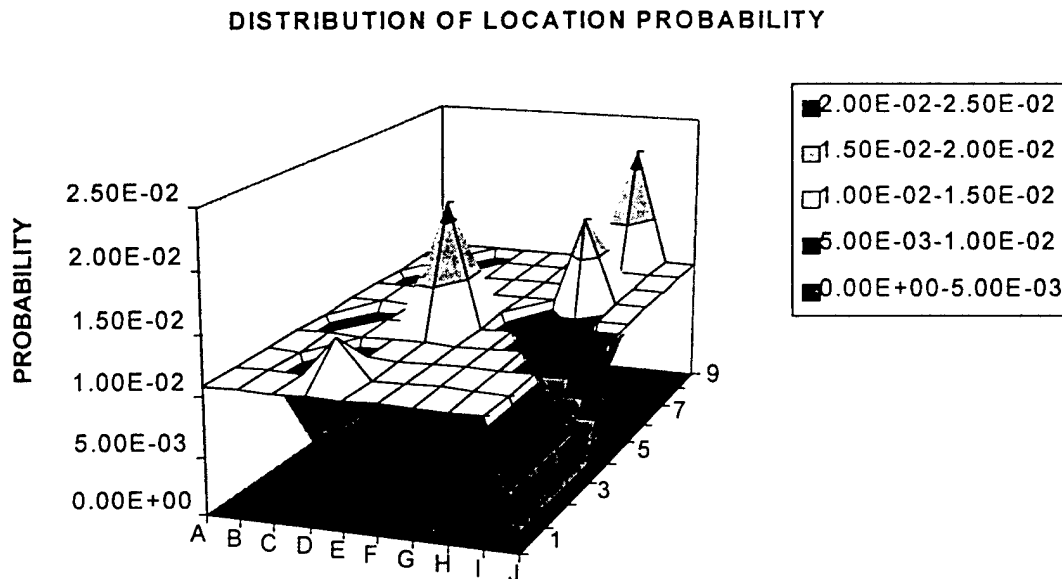 DISTRIBUTION OF LOCATION PROBABILITY
2.00E-02-2.50E-02
1.50E-02-2.00E-02
1.00E-02-1.50E-02
5.00E-03-1.00E-02
0.00E+00-5.00E-03
PROBABILITY
2.50E-02
2.00E-02
1.50E-02
1.00E-02
5.00E-03
0.00E+00
A B C D E F G H I J
1
3
5
7
9